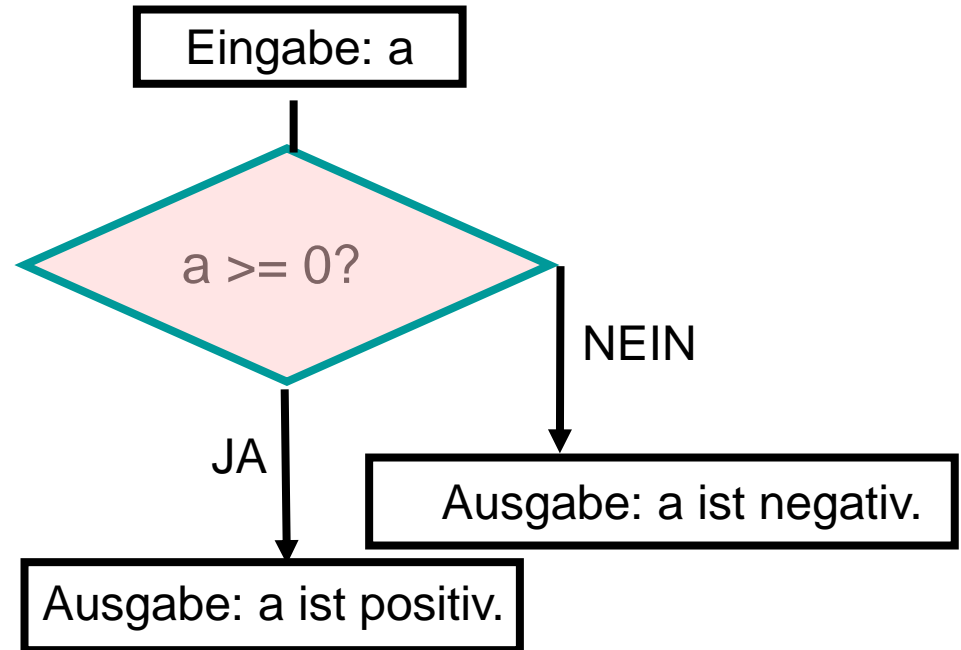 Eingabe: a
a >= 0?
NEIN
JA
Ausgabe: a ist negativ.
Ausgabe: a ist positiv.